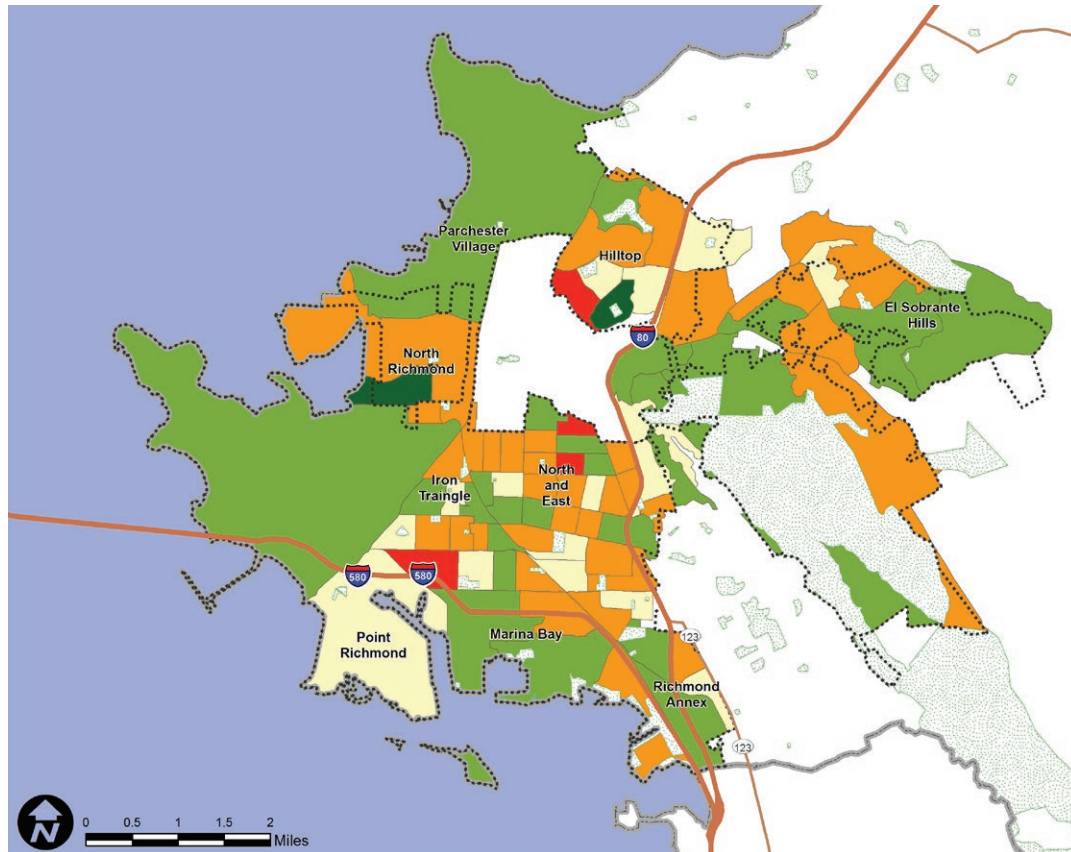 Parchester
Village
Hilltop
El Sobrante
Hills
80
North
Richmond
Iron
Traingle
North
and
East
580
580
Point
Richmond
Marina Bay
123
Richmond
Annex
123
N
0 0.5 1 1.5 2
Miles